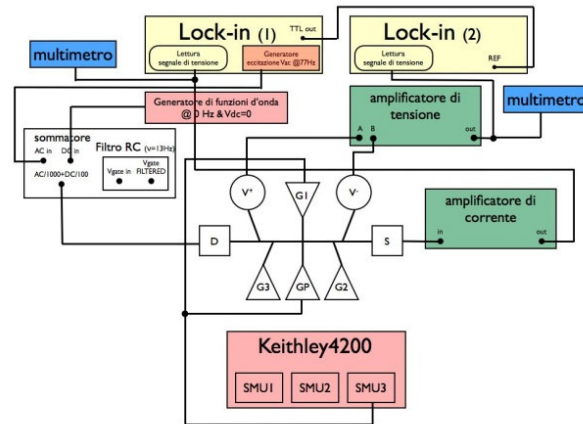 Lock-in (1)
TTL out
Lock-in (2)
multimetro
Lettura
segnale di tensione
Generatore
eccitazione Vac @77Hz
Lettura
segnale di tensione
REF
Generatore di funzioni d'onda
@ 0 Hz & Vdc=0
amplificatore di
tensione
A B
out
multimetro
sommatore
AC in DC in
Filtro RC (ν=13Hz)
AC/1000+DC/100
Vgate in
Vgate
FILTERED
V+
G1
V-
amplificatore di
corrente
in
out
D
S
G3
GP
G2
Keithley4200
SMU1
SMU2
SMU3